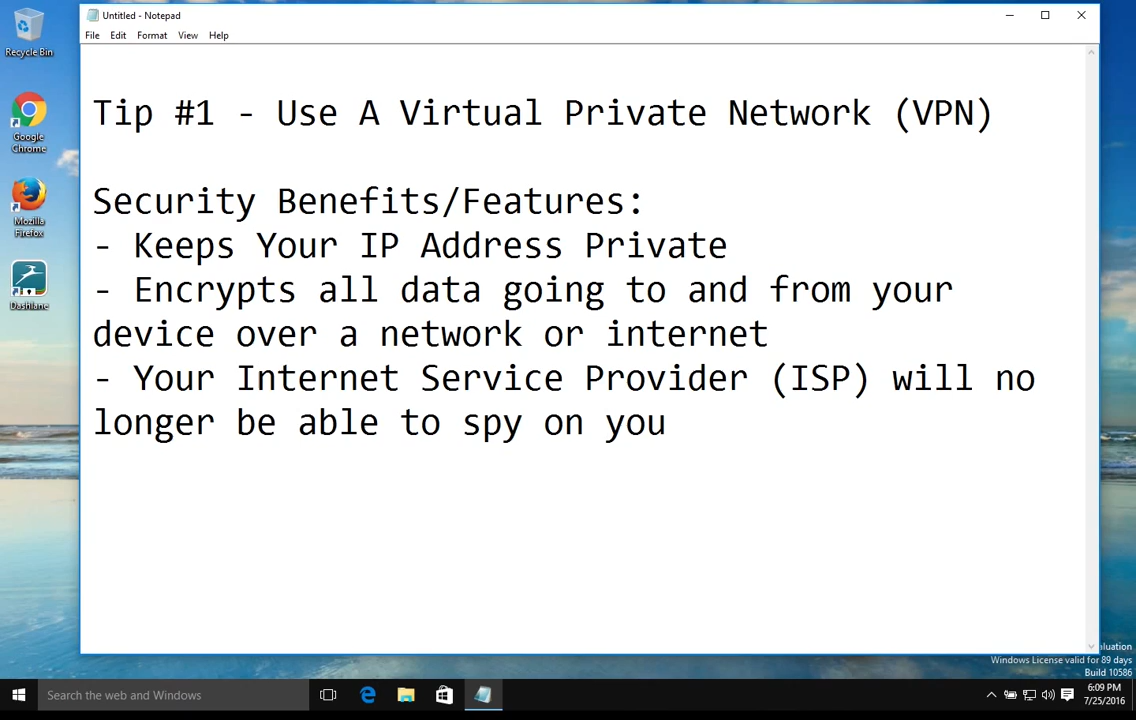 Recycle Bin
Google
Chrome
Mozilla
Firefox
Dashlane
Untitled - Notepad
File Edit Format View Help
Tip #1 - Use A Virtual Private Network (VPN)
Security Benefits/Features:
- Keeps Your IP Address Private
- Encrypts all data going to and from your
device over a network or internet
- Your Internet Service Provider (ISP) will no
longer be able to spy on you
Windows License valid for 89 days
Build 10586
Search the web and Windows
6:09 PM
7/25/2016